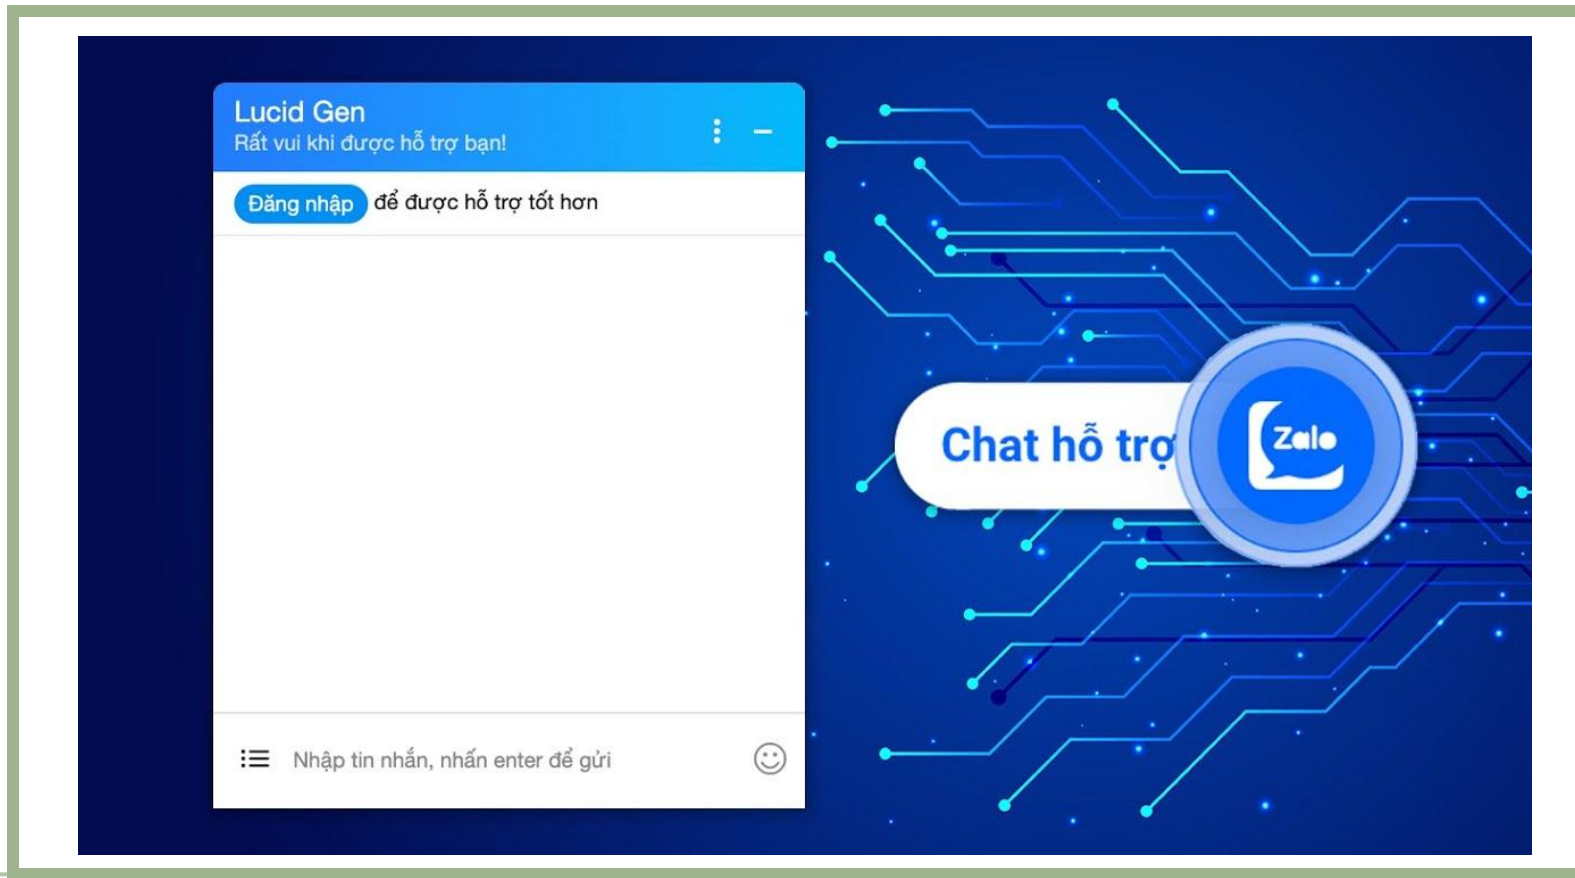 Lucid Gen
Rất vui khi được hỗ trợ bạn!
Đăng nhập để được hỗ trợ tốt hơn
Nhập tin nhắn, nhấn enter để gửi
Chat hỗ trợ
Zalo